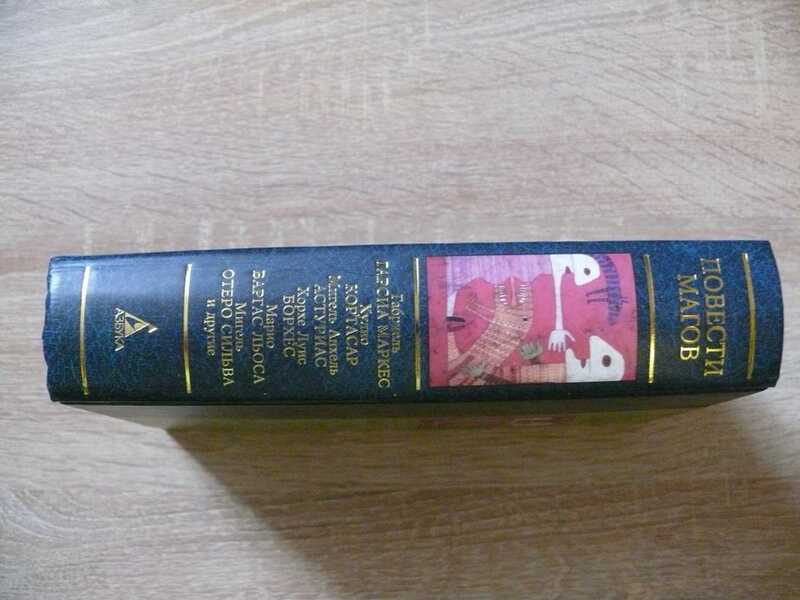 ПОВЕСТИ
МАГОВ
Габриэль
ГАРСИА МАРКЕС
Хулио
КОРТАСАР
Мигель Анхель
АСТУРИАС
Хорхе Луис
БОРХЕС
Марио
ВАРГАС ЛЬОСА
Мигель
ОТЕРО СИЛЬВА
и другие
АЗБУКА